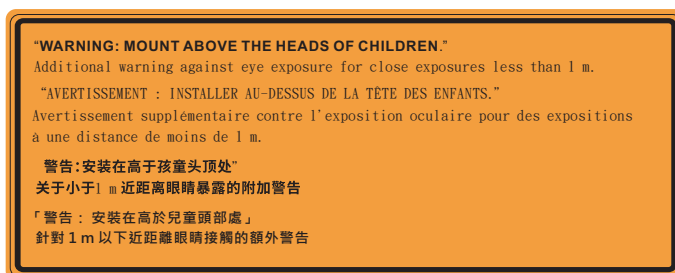 “WARNING: MOUNT ABOVE THE HEADS OF CHILDREN.”
Additional warning against eye exposure for close exposures less than 1 m.
“AVERTISSEMENT : INSTALLER AU-DESSUS DE LA TÊTE DES ENFANTS.”
Avertissement supplémentaire contre l'exposition oculaire pour des expositions
à une distance de moins de 1 m.
警告:安装在高于孩童头顶处”
关于小于1 m 近距离眼睛暴露的附加警告
「警告 : 安裝在高於兒童頭部處」
針對 1 m 以下近距離眼睛接觸的額外警告